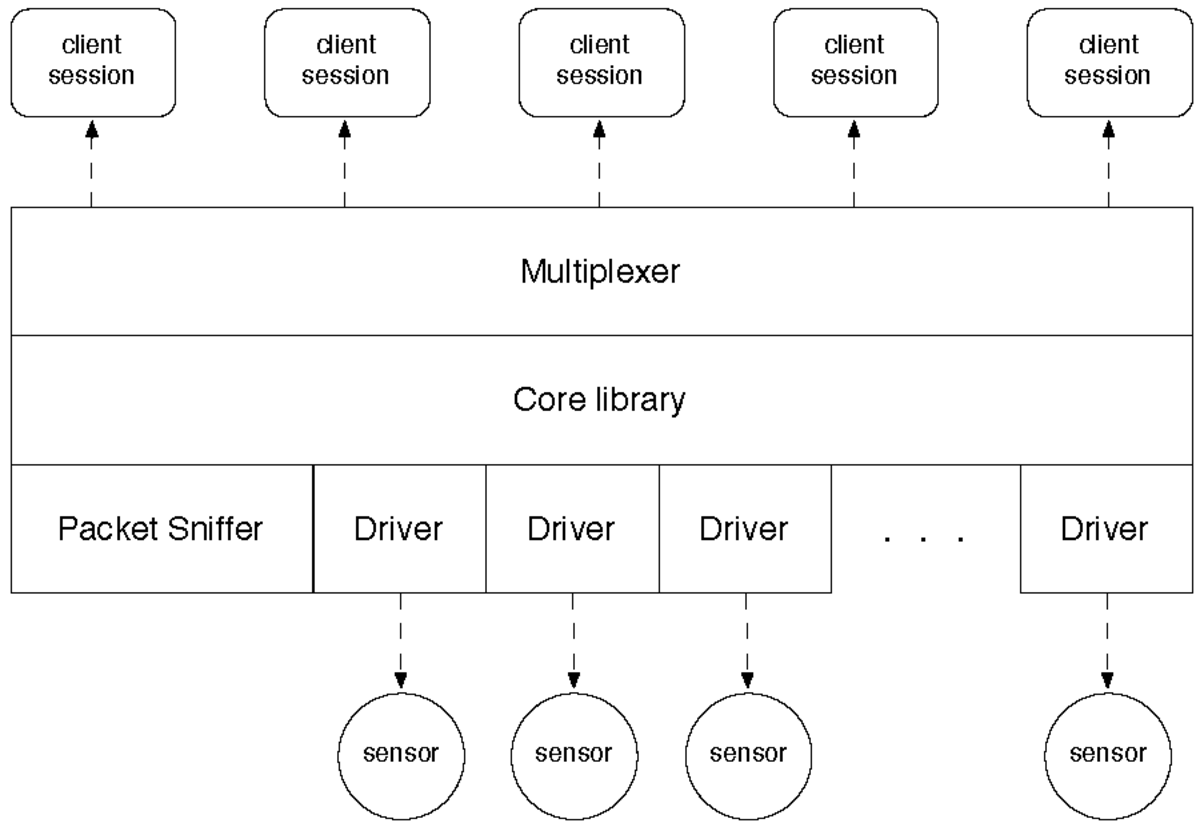 client
session
client
session
client
session
client
session
client
session
Multiplexer
Core library
Packet Sniffer
Driver
Driver
Driver
. . .
Driver
sensor
sensor
sensor
sensor